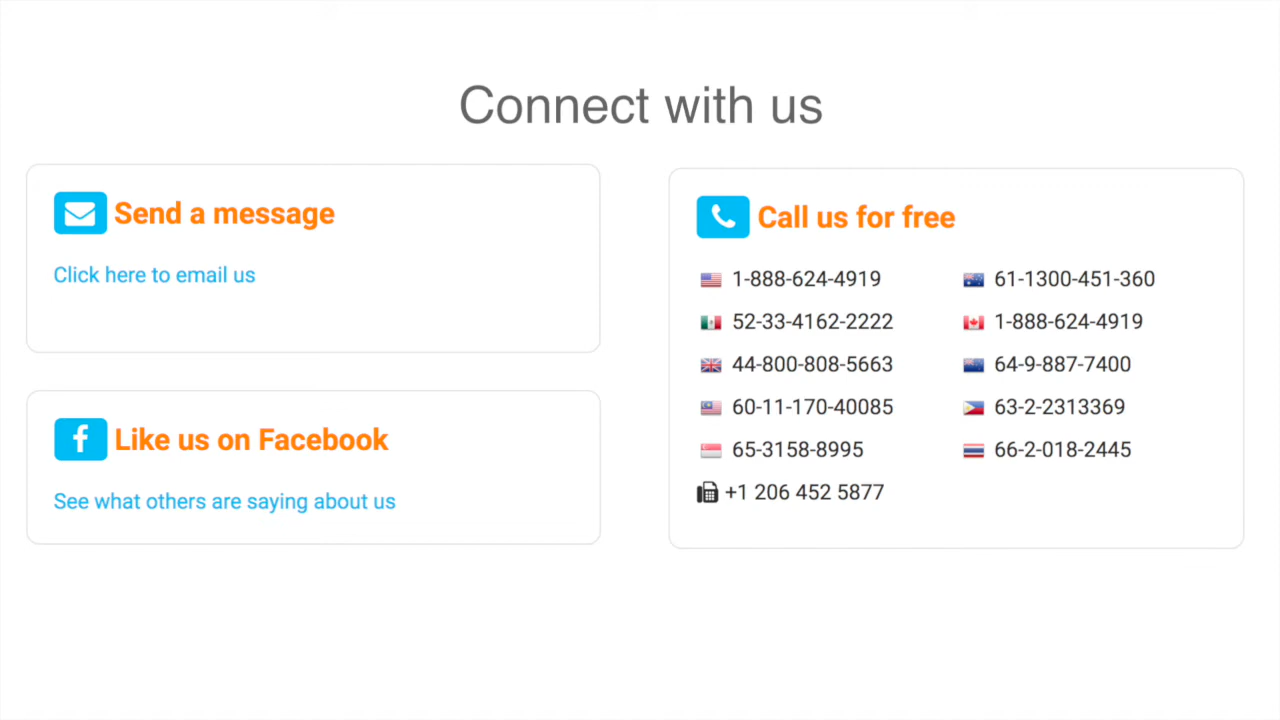 Connect with us
Send a message
Click here to email us
Like us on Facebook
See what others are saying about us
Call us for free
1-888-624-4919 61-1300-451-360
52-33-4162-2222 1-888-624-4919
44-800-808-5663 64-9-887-7400
60-11-170-40085 63-2-2313369
65-3158-8995 66-2-018-2445
+1 206 452 5877